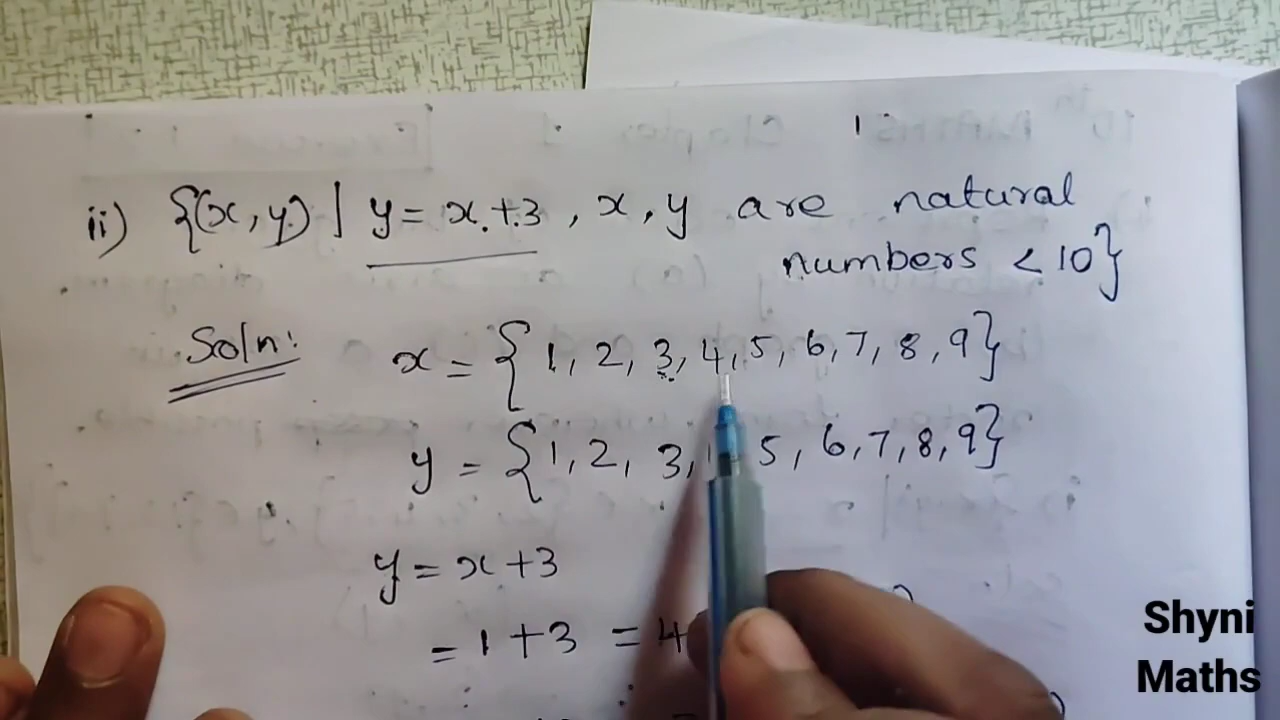 ii) {(x, y) | y = x + 3, x, y are natural
numbers < 10}
Soln:
x = { 1, 2, 3, 4, 5, 6, 7, 8, 9}
y = {1, 2, 3, 5, 6, 7, 8, 9}
y = x + 3
= 1 + 3 = 4
Shyni
Maths